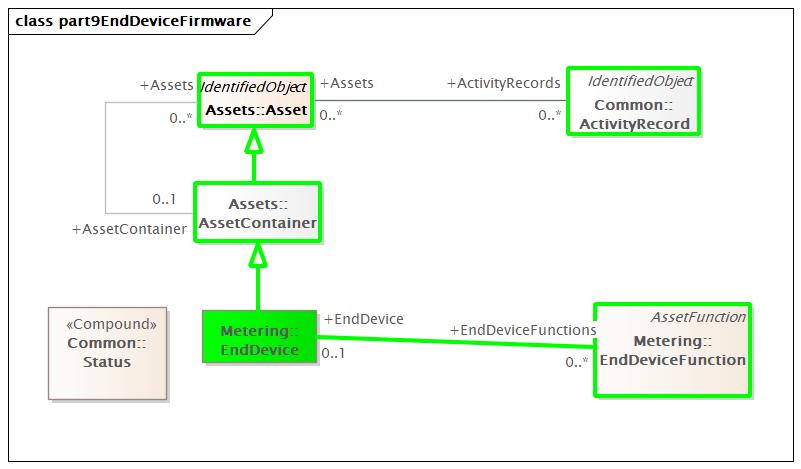 class part9EndDeviceFirmware
+Assets
0..*
IdentifiedObject
Assets::Asset
+Assets
0..*
+ActivityRecords
0..*
IdentifiedObject
Common::
ActivityRecord
0..1
+AssetContainer
Assets::
AssetContainer
«Compound»
Common::
Status
Metering::
EndDevice
+EndDevice
0..1
+EndDeviceFunctions
0..*
AssetFunction
Metering::
EndDeviceFunction